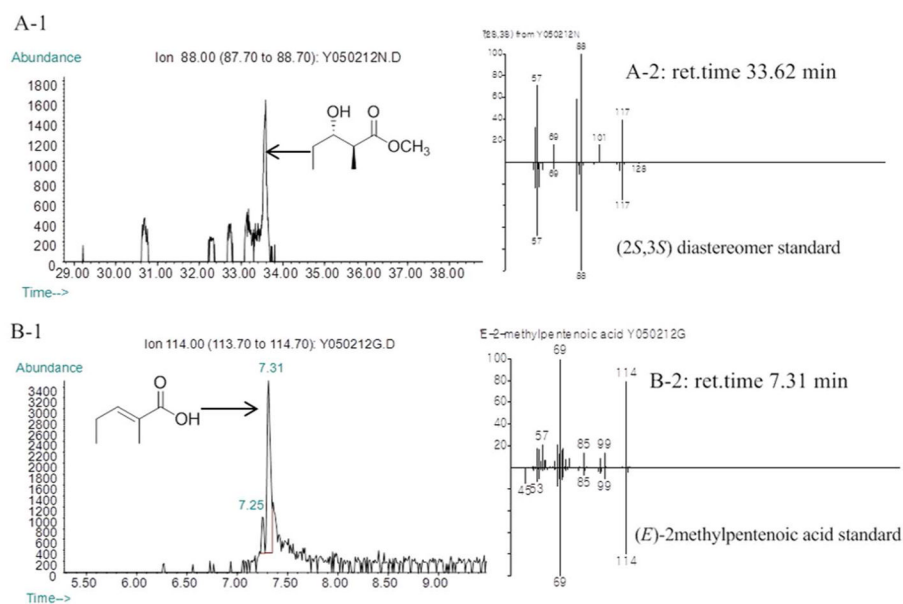 A-1
Abundance
Ion 88.00 (87.70 to 88.70): Y050212N.D
1800
1600
1400
1200
1000
800
600
400
200
0
29.00 30.00 31.00 32.00 33.00 34.00 35.00 36.00 37.00 38.00
Time-->
OH
O
OCH3
(2S,3S) from Y050212N
100
80
60
40
20
88
57
69
101
117
A-2: ret.time 33.62 min
69
128
117
57
88
(2S,3S) diastereomer standard
B-1
Abundance
Ion 114.00 (113.70 to 114.70): Y050212G.D
3400
3200
3000
2800
2600
2400
2200
2000
1800
1600
1400
1200
1000
800
600
400
200
0
7.31
7.25
5.50 6.00 6.50 7.00 7.50 8.00 8.50 9.00
Time-->
O
OH
E-2-methylpentenoic acid Y050212G
100
80
60
40
20
69
114
57
85 99
B-2: ret.time 7.31 min
45 53
85 99
69
114
(E)-2methylpentenoic acid standard